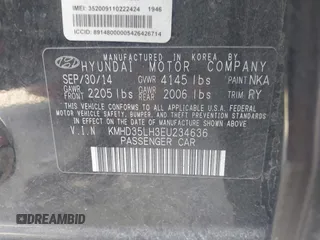 IMEI: 352009110222424 1946
ICCID: 89148000005426426714
MANUFACTURED IN KOREA BY
HYUNDAI MOTOR COMPANY
SEP/30/14 GVWR 4145 lbs PAINT NKA
GAWR FRONT 2205 lbs GAWR REAR 2006 lbs TRIM RY
THIS VEHICLE CONFORMS TO ALL APPLICABLE U.S. FEDERAL
MOTOR VEHICLE SAFETY, BUMPER, AND THEFT PREVENTION STANDARDS
IN EFFECT ON THE DATE OF MANUFACTURE SHOWN ABOVE.
V.I.N KMHD35LH3EU234636
PASSENGER CAR
DREAMBID